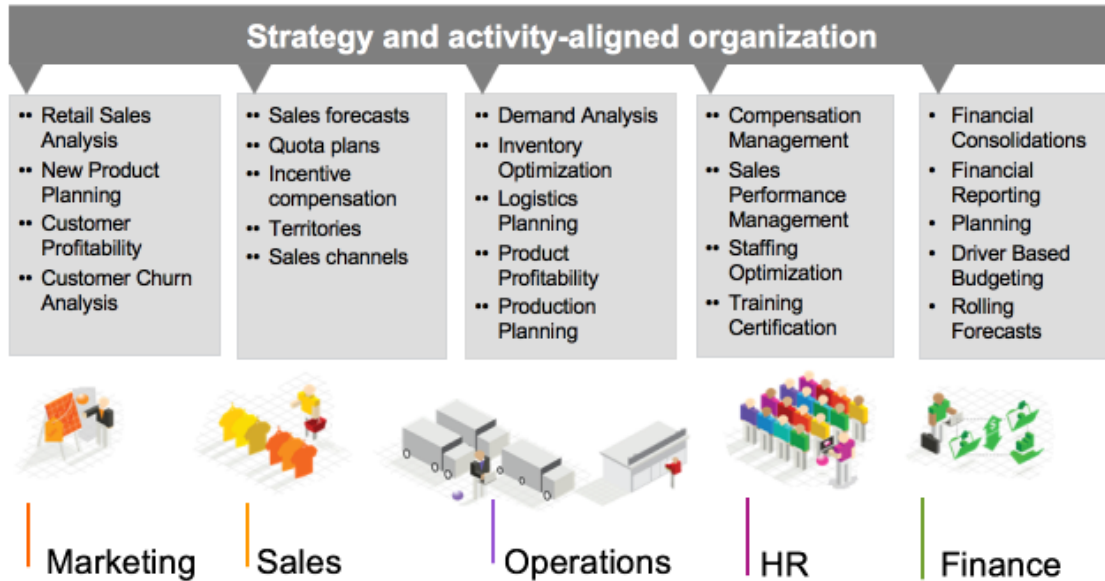 Strategy and activity-aligned organization
•• Retail Sales
Analysis
•• New Product
Planning
•• Customer
Profitability
•• Customer Churn
Analysis
•• Sales forecasts
•• Quota plans
•• Incentive
compensation
•• Territories
•• Sales channels
•• Demand Analysis
•• Inventory
Optimization
•• Logistics
Planning
•• Product
Profitability
•• Production
Planning
•• Compensation
Management
•• Sales
Performance
Management
•• Staffing
Optimization
•• Training
Certification
• Financial
Consolidations
• Financial
Reporting
• Planning
• Driver Based
Budgeting
• Rolling
Forecasts
Marketing
Sales
Operations
HR
Finance